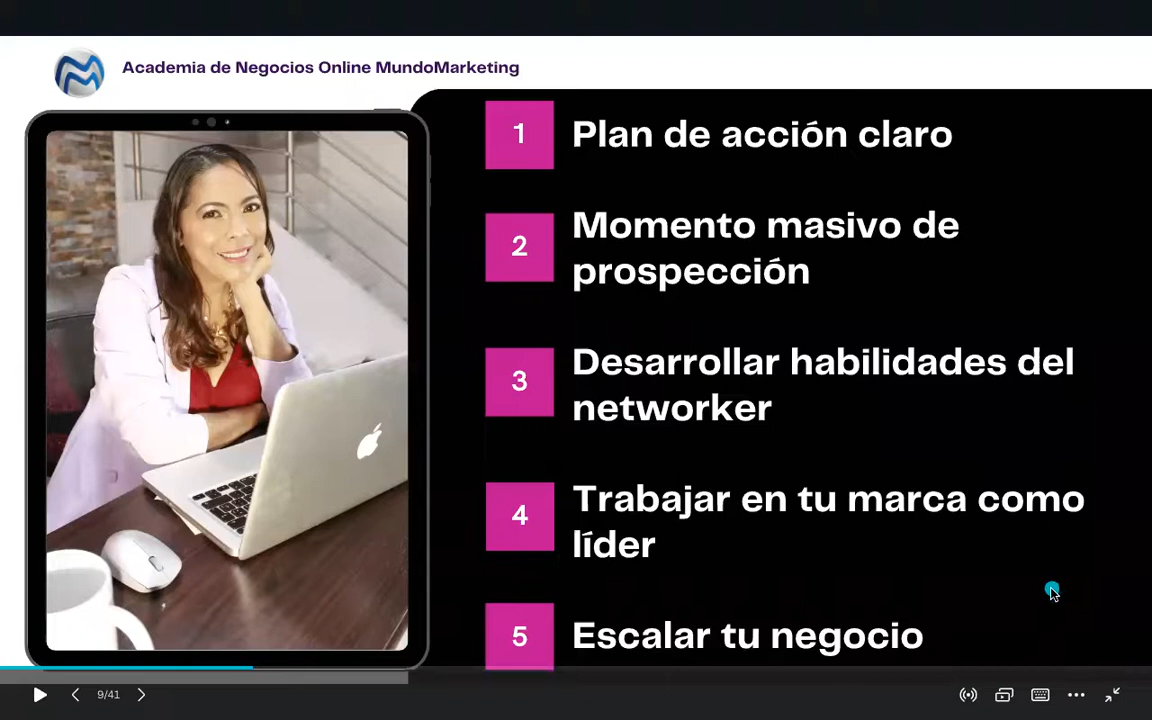 Academia de Negocios Online MundoMarketing
1
Plan de acción claro
2
Momento masivo de
prospección
3
Desarrollar habilidades del
networker
4
Trabajar en tu marca como
líder
5
Escalar tu negocio
9/41